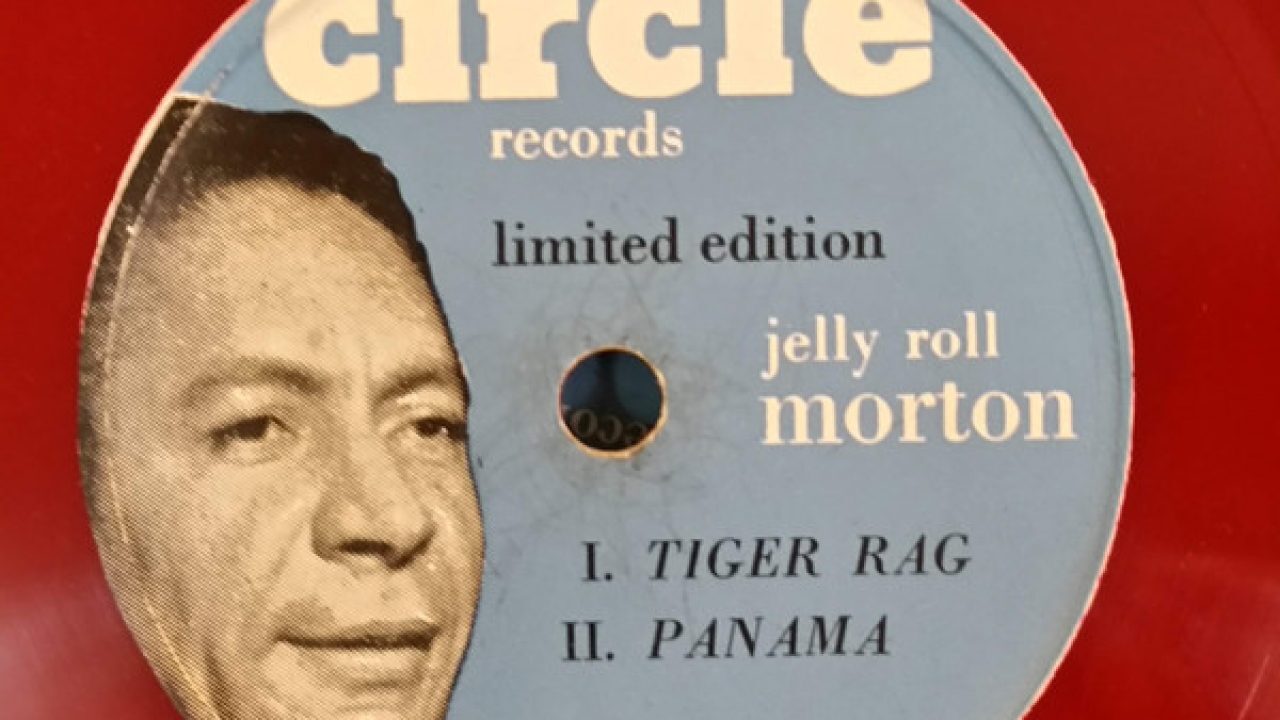 circle
records
limited edition
jelly roll
morton
I. TIGER RAG
II. PANAMA